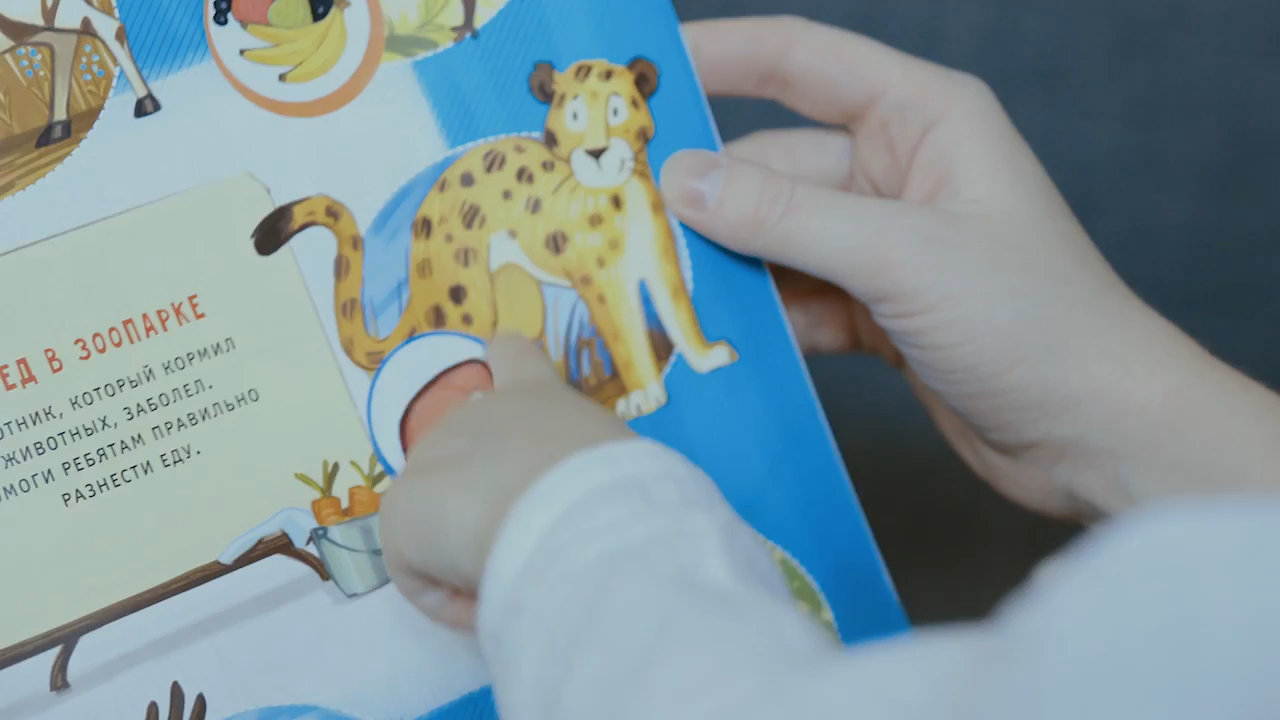 ЕД В ЗООПАРКЕ
ОТНИК, КОТОРЫЙ КОРМИЛ
ЖИВОТНЫХ, ЗАБОЛЕЛ.
МОГИ РЕБЯТАМ ПРАВИЛЬНО
РАЗНЕСТИ ЕДУ.